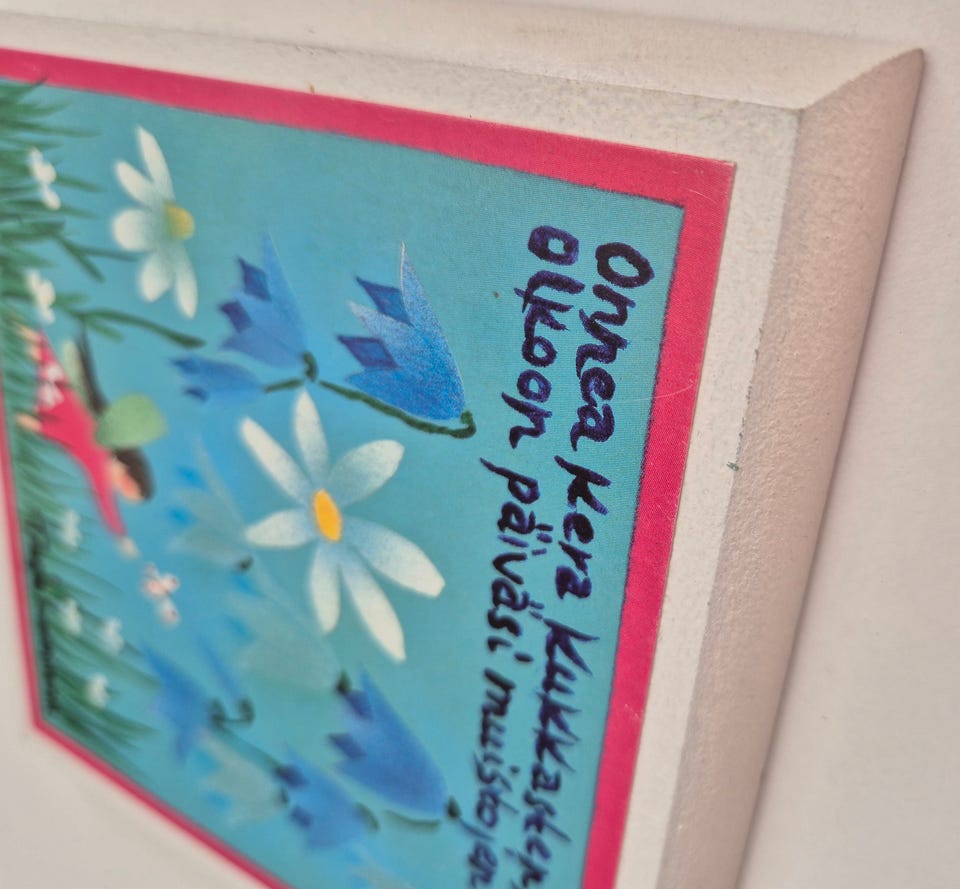 Onnea kera kukkasten,
olkoon päiväsi muistojen